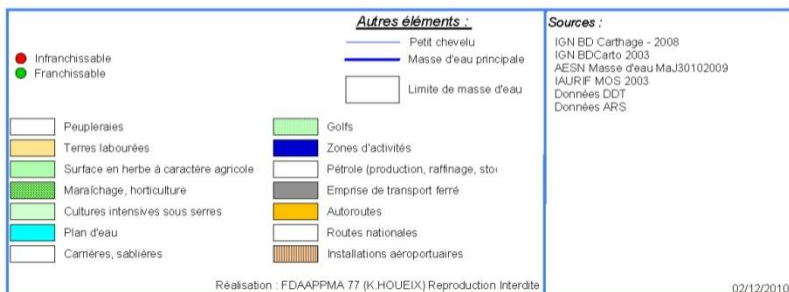 Autres éléments :
Petit chevelu
Masse d'eau principale
Limite de masse d'eau
Infranchissable
Franchissable
Peupleraies
Terres labourées
Surface en herbe à caractère agricole
Maraîchage, horticulture
Cultures intensives sous serres
Plan d'eau
Carrières, sablières
Golfs
Zones d'activités
Pétrole (production, raffinage, sto
Emprise de transport ferré
Autoroutes
Routes nationales
Installations aéroportuaires
Réalisation : FDAAPPMA 77 (K.HOUEIX) Reproduction Interdite
Sources :
IGN BD Carthage - 2008
IGN BDCarto 2003
AESN Masse d'eau MaJ30102009
IAURIF MOS 2003
Données DDT
Données ARS
02/12/2010